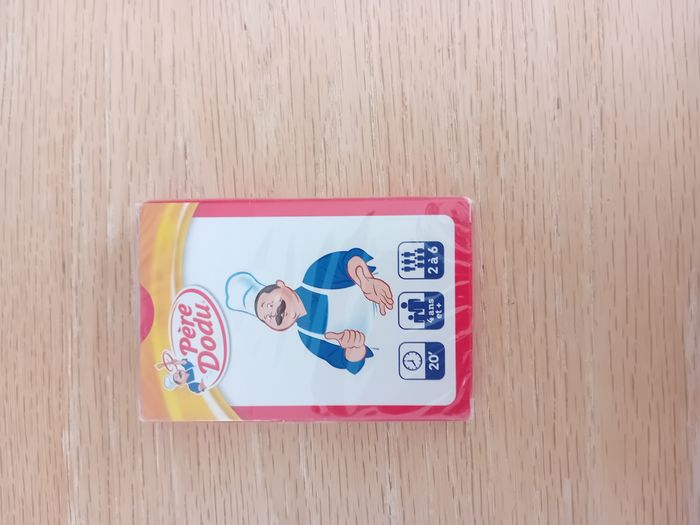 Père
Dodu
20'
4 ans
et +
2 à 6